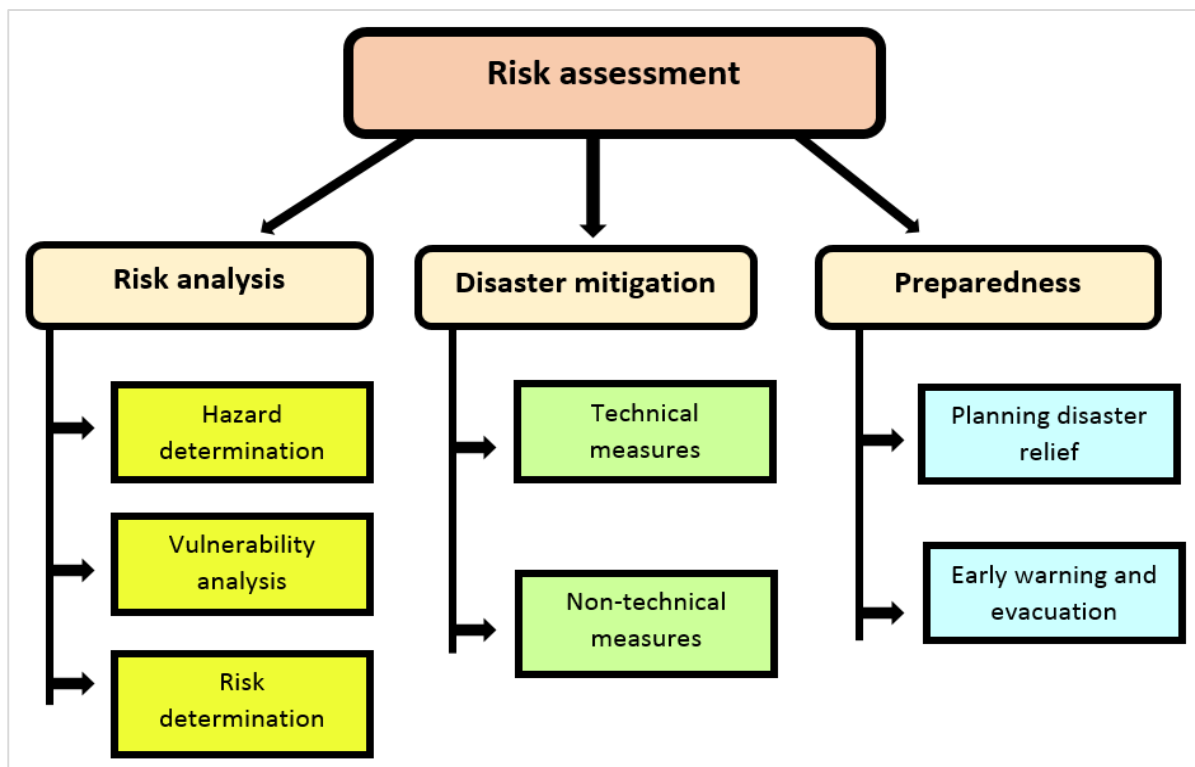 Risk assessment
Risk analysis
Disaster mitigation
Preparedness
Hazard
determination
Vulnerability
analysis
Risk
determination
Technical
measures
Non-technical
measures
Planning disaster
relief
Early warning and
evacuation